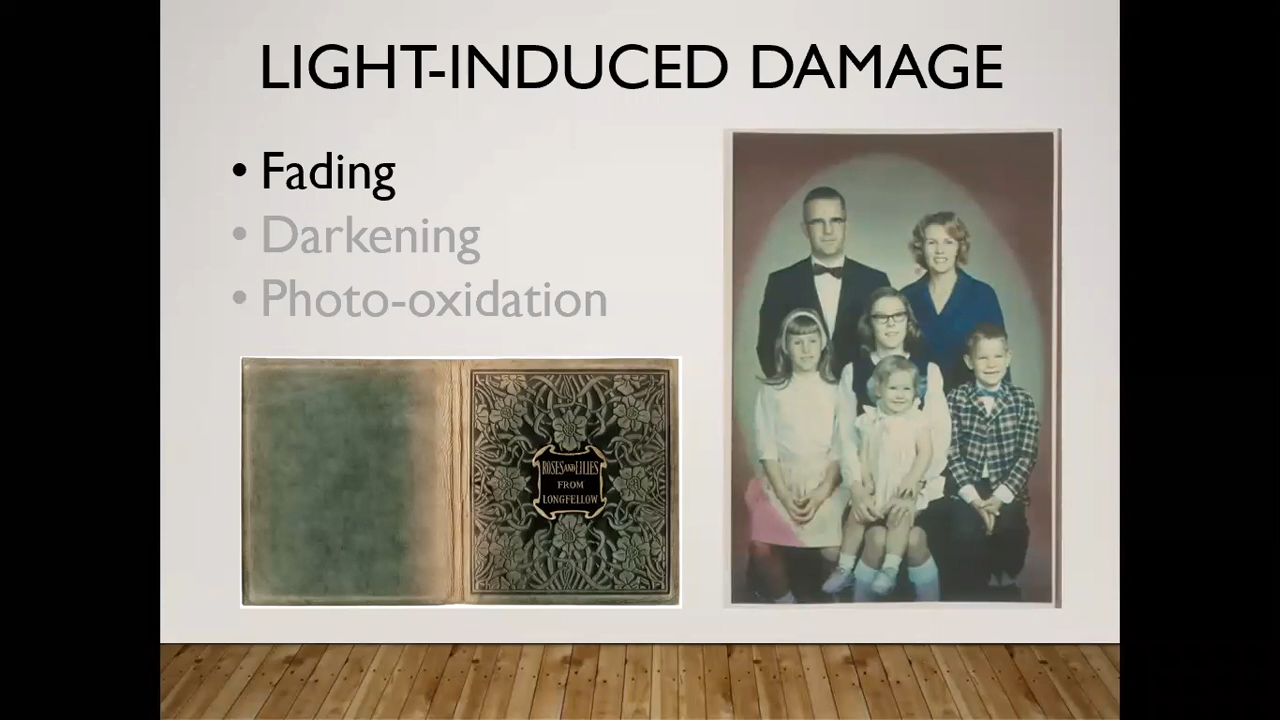 LIGHT-INDUCED DAMAGE
• Fading
• Darkening
• Photo-oxidation
ROSES AND LILIES
FROM
LONGFELLOW